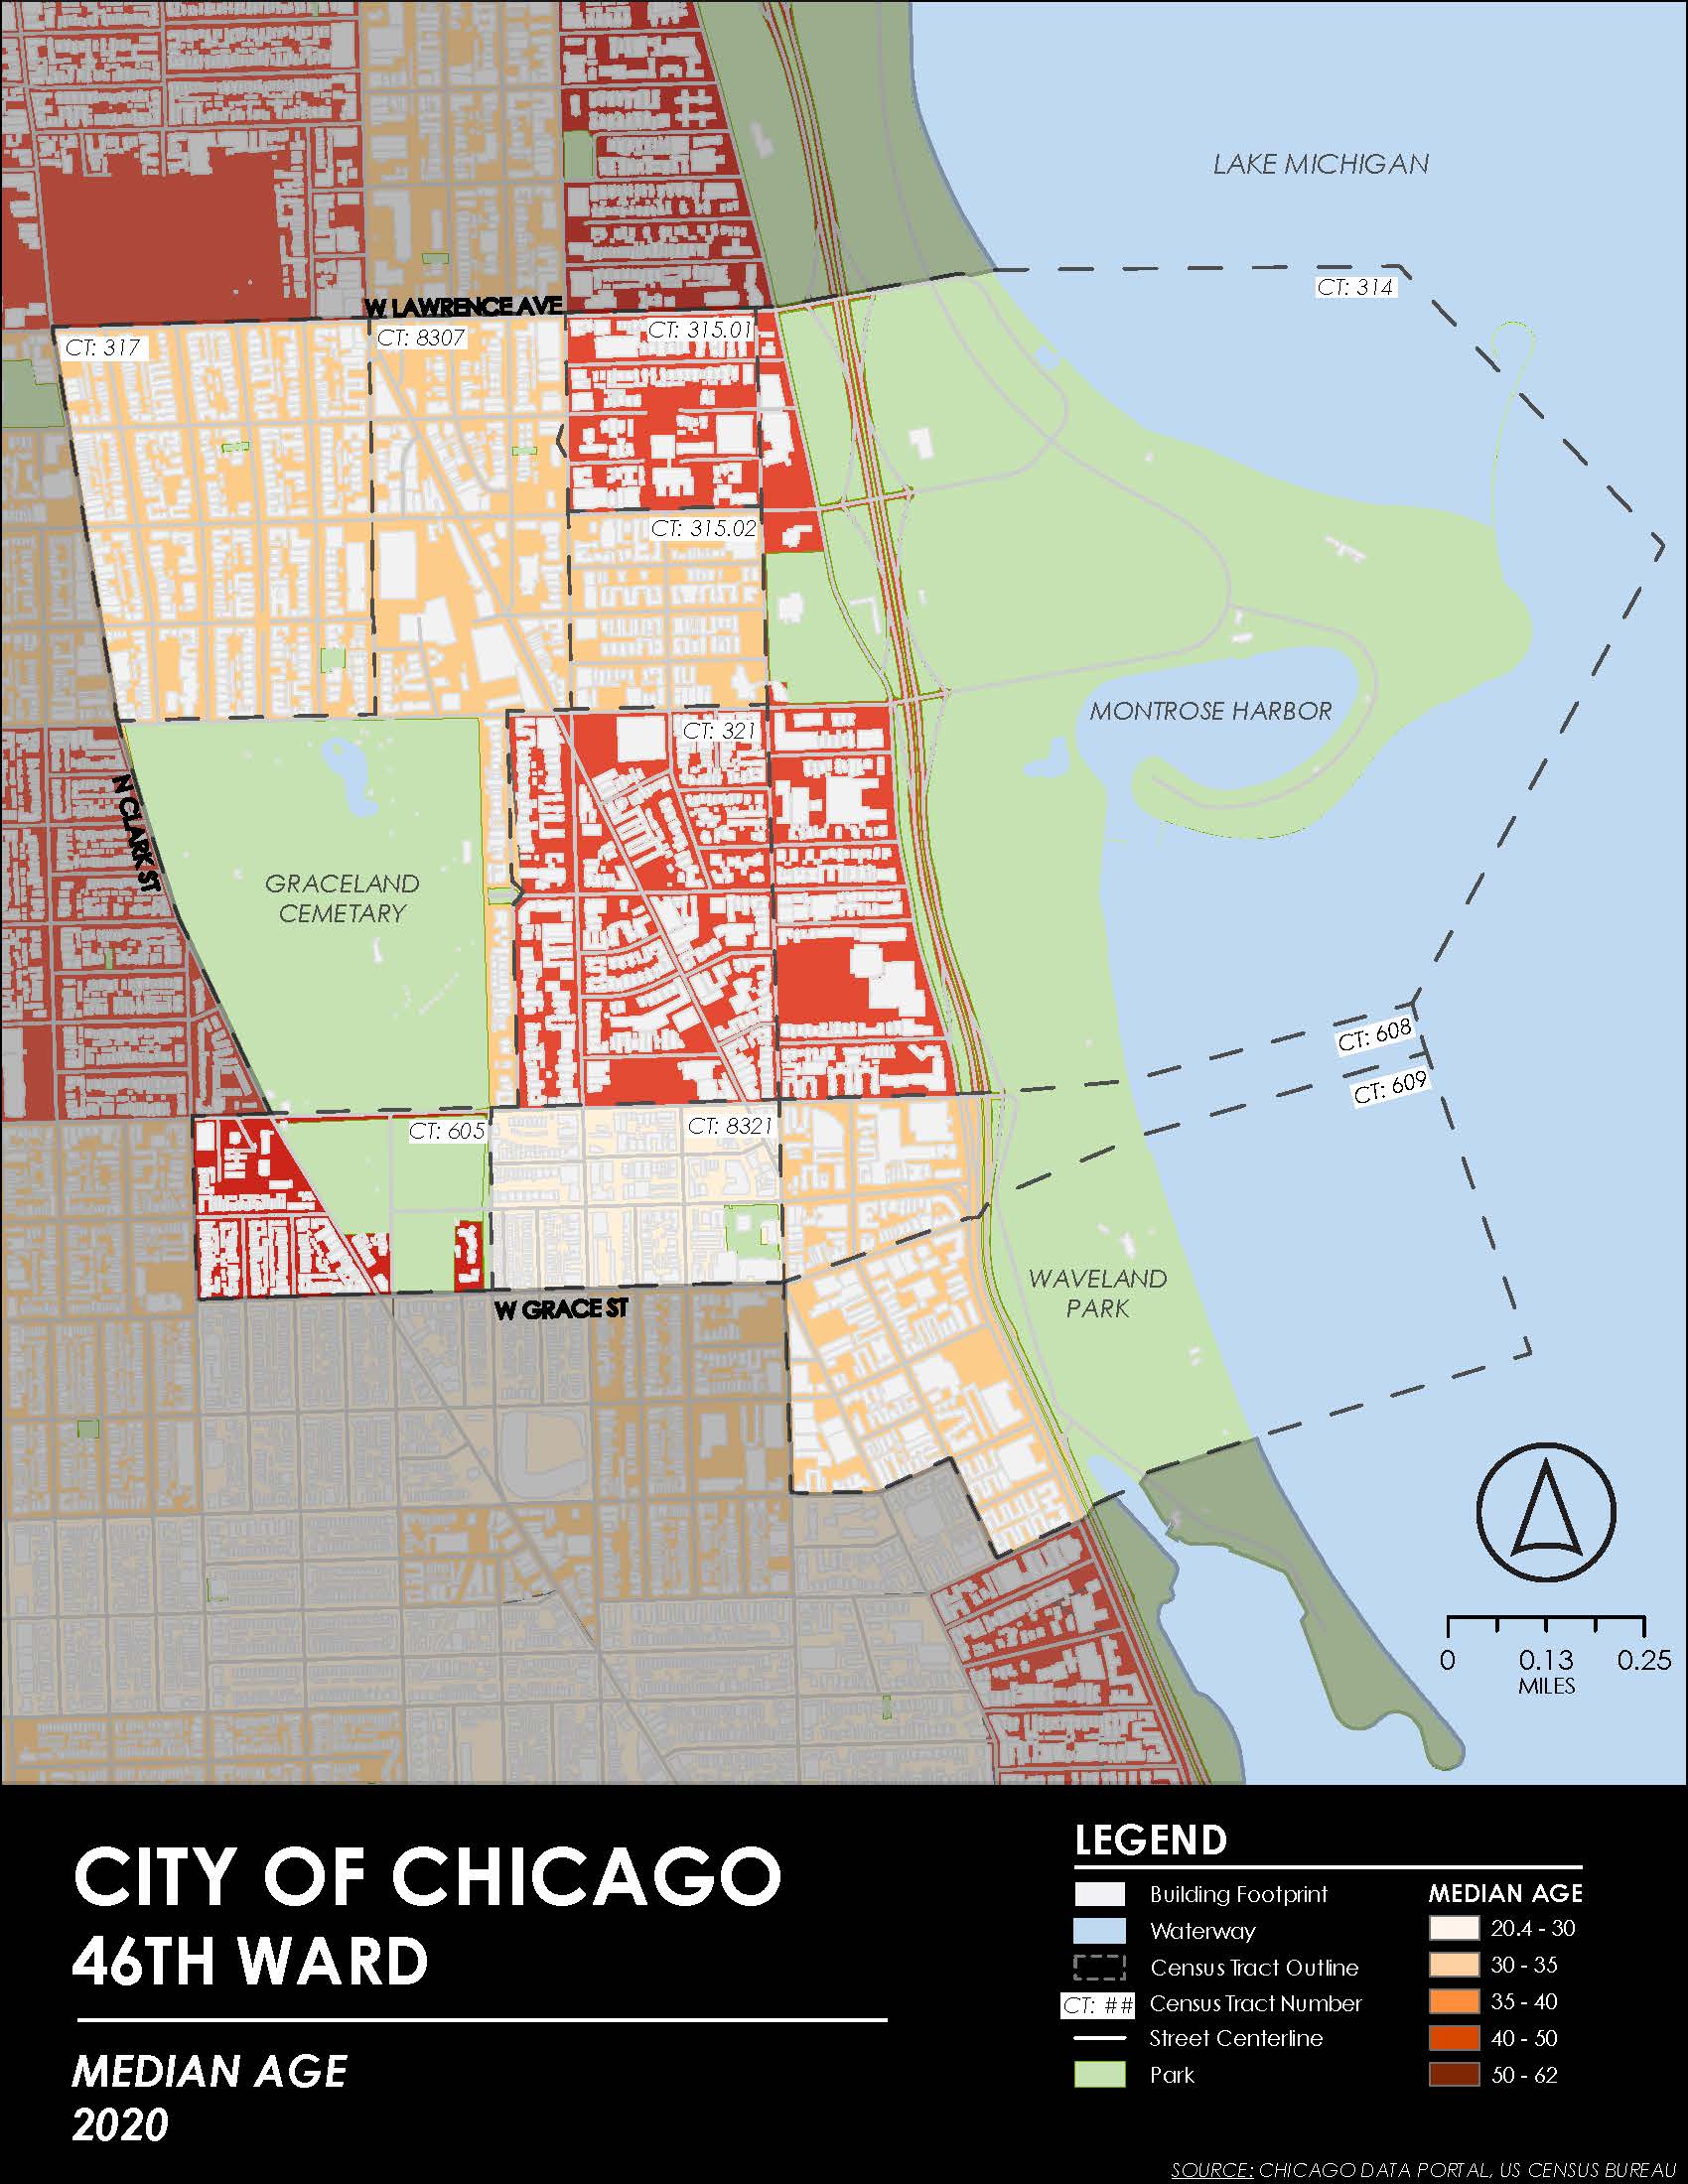 LAKE MICHIGAN
CT: 314
W LAWRENCE AVE
CT: 317
CT: 8307
CT: 315.01
CT: 315.02
MONTROSE HARBOR
CT: 321
N CLARK ST
GRACELAND
CEMETARY
CT: 608
CT: 609
CT: 605
CT: 8321
WAVELAND
PARK
W GRACE ST
0 0.13 0.25
MILES
CITY OF CHICAGO
46TH WARD
MEDIAN AGE
2020
LEGEND
Building Footprint
Waterway
Census Tract Outline
CT: ## Census Tract Number
Street Centerline
Park
MEDIAN AGE
20.4 - 30
30 - 35
35 - 40
40 - 50
50 - 62
SOURCE: CHICAGO DATA PORTAL, US CENSUS BUREAU